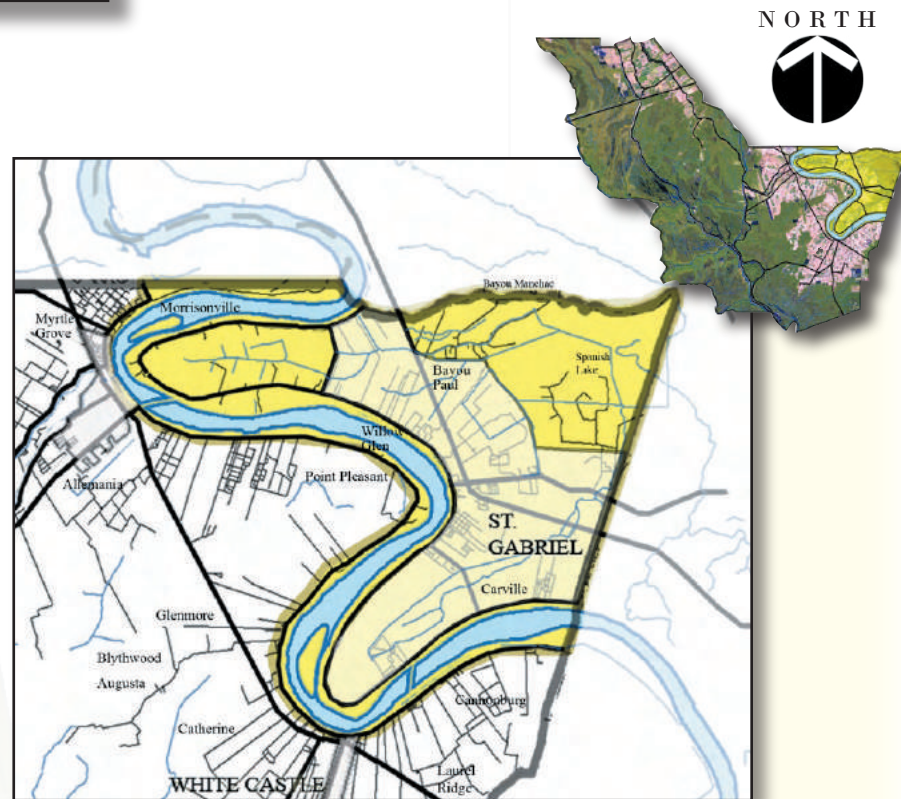 NORTH
Bayou Manchac
Morrisonville
Myrtle
Grove
Spanish
Lake
Bayou
Paul
Willow
Glen
Point Pleasant
Allemania
ST.
GABRIEL
Carville
Glenmore
Blythwood
Augusta
Cannonburg
Catherine
Laurel
Ridge
WHITE CASTLE